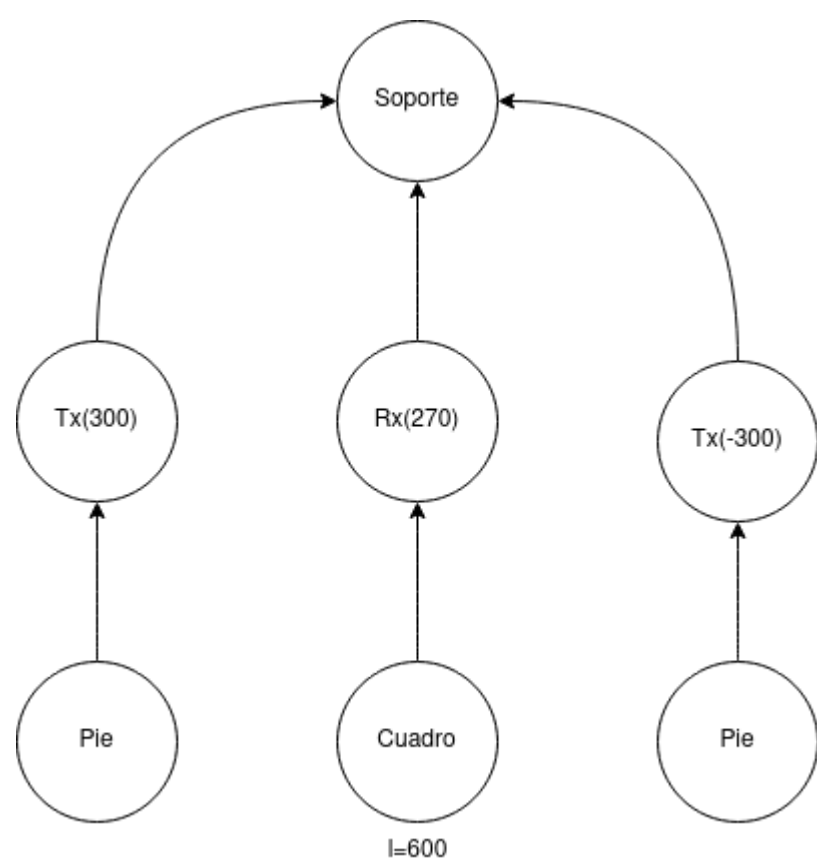 Soporte
Tx(300)
Rx(270)
Tx(-300)
Pie
Cuadro
Pie
l=600